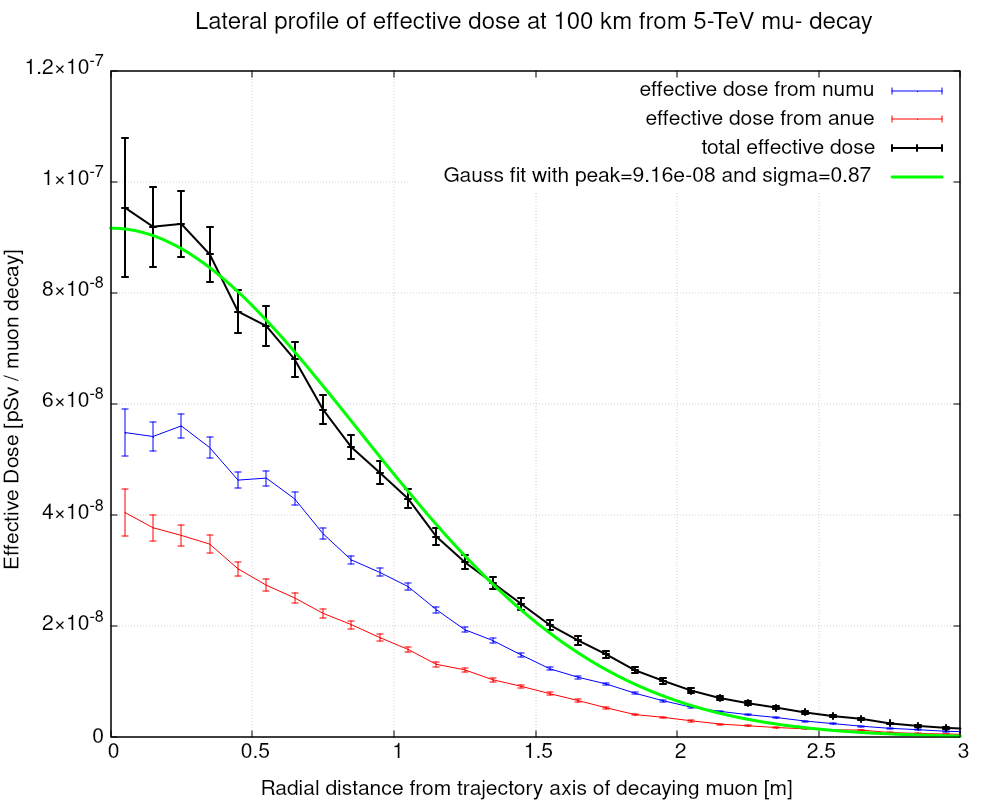 Lateral profile of effective dose at 100 km from 5-TeV mu- decay
1.2×10⁻⁷
1×10⁻⁷
8×10⁻⁸
6×10⁻⁸
4×10⁻⁸
2×10⁻⁸
0
Effective Dose [pSv / muon decay]
effective dose from numu
effective dose from anue
total effective dose
Gauss fit with peak=9.16e-08 and sigma=0.87
0 0.5 1 1.5 2 2.5 3
Radial distance from trajectory axis of decaying muon [m]